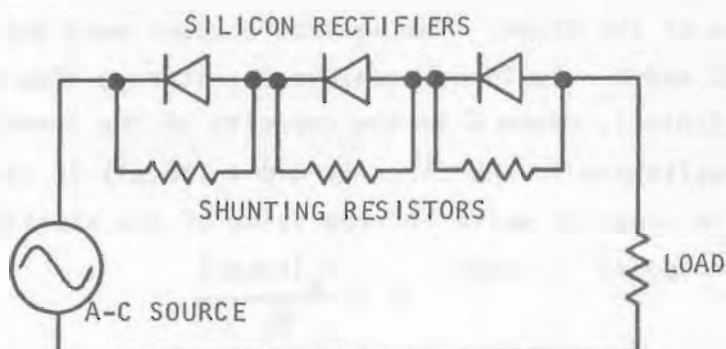 SILICON RECTIFIERS
SHUNTING RESISTORS
LOAD
A-C SOURCE